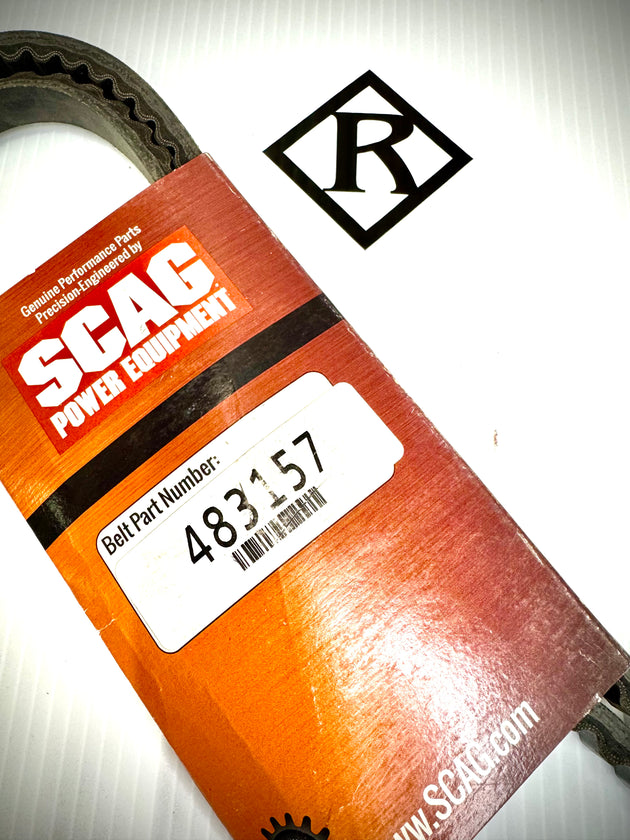 R
Genuine Performance Parts
Precision-Engineered by
SCAG
POWER EQUIPMENT
Belt Part Number:
483157
www.SCAG.com